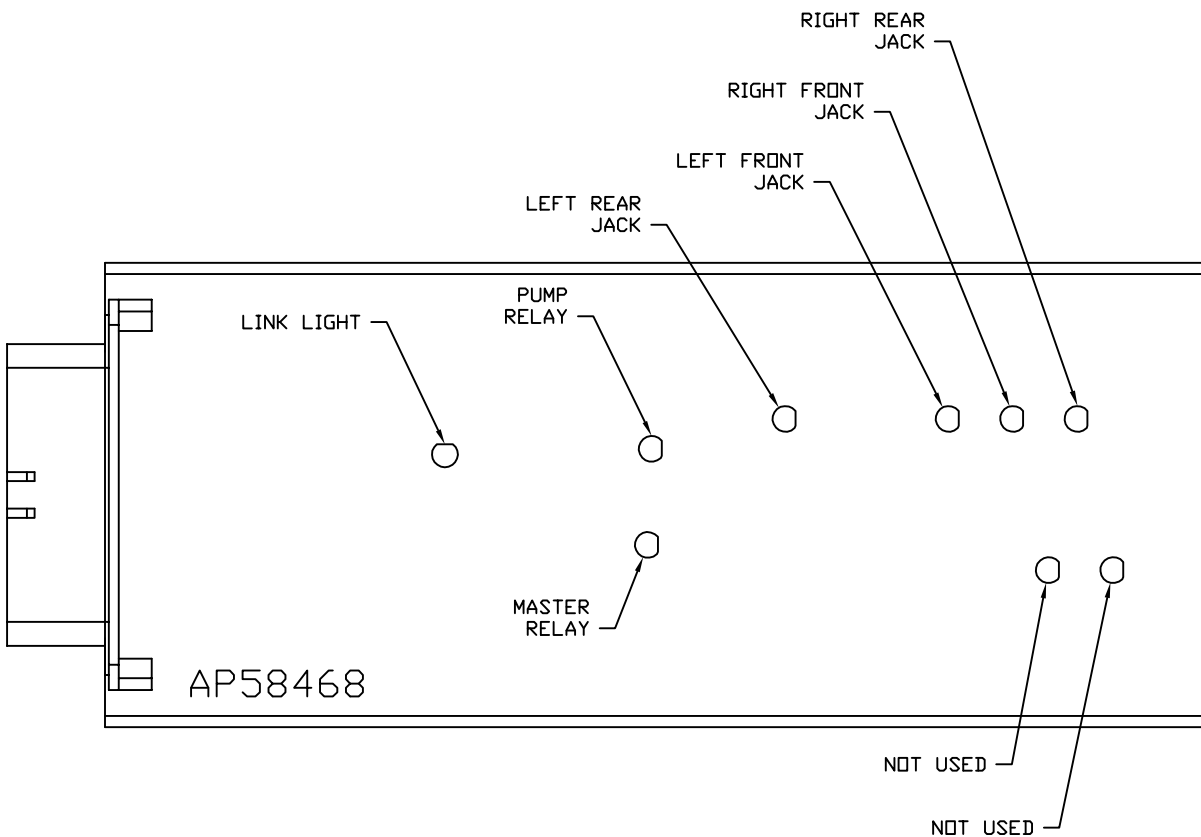 RIGHT REAR
JACK
RIGHT FRONT
JACK
LEFT FRONT
JACK
LEFT REAR
JACK
PUMP
RELAY
LINK LIGHT
MASTER
RELAY
AP58468
NOT USED
NOT USED